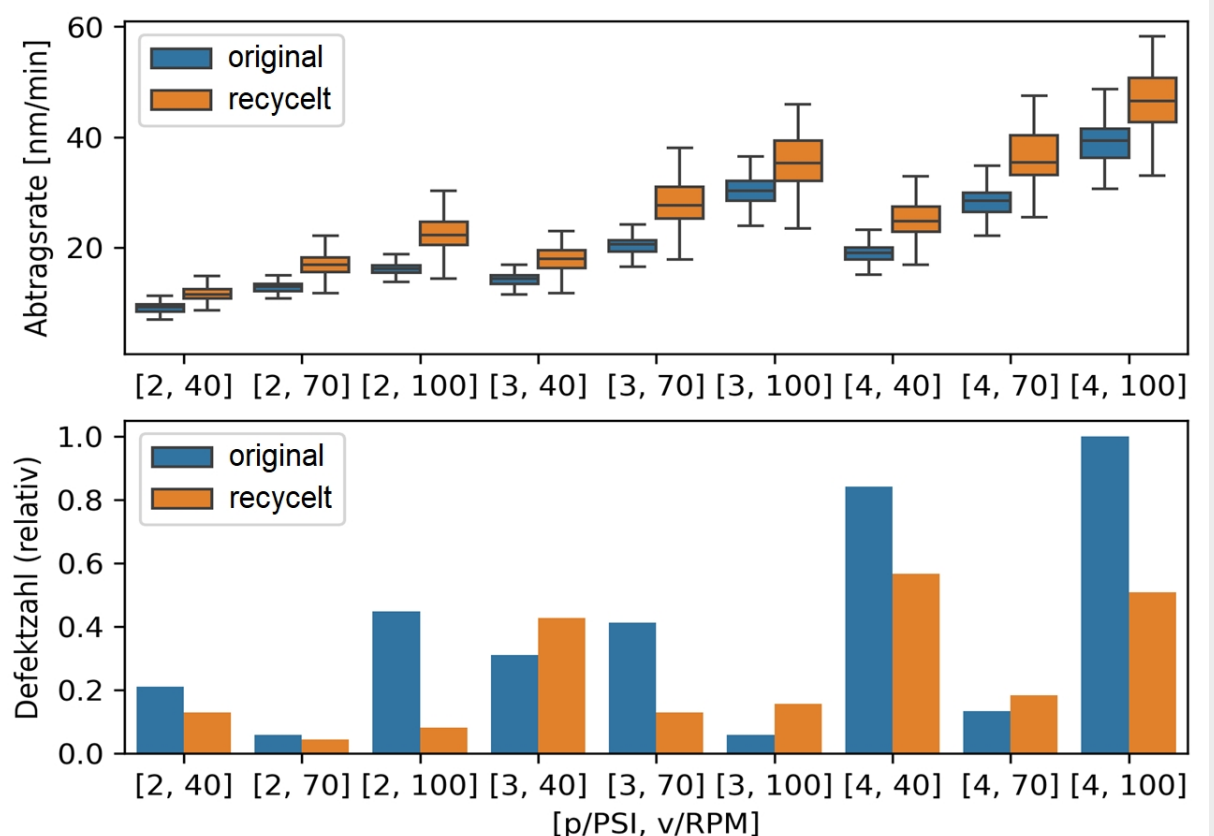 60
40
20
Abtragsrate [nm/min]
original
recycelt
[2, 40] [2, 70] [2, 100] [3, 40] [3, 70] [3, 100] [4, 40] [4, 70] [4, 100]
1.0
0.8
0.6
0.4
0.2
0.0
Defektzahl (relativ)
original
recycelt
[2, 40] [2, 70] [2, 100] [3, 40] [3, 70] [3, 100] [4, 40] [4, 70] [4, 100]
[p/PSI, v/RPM]